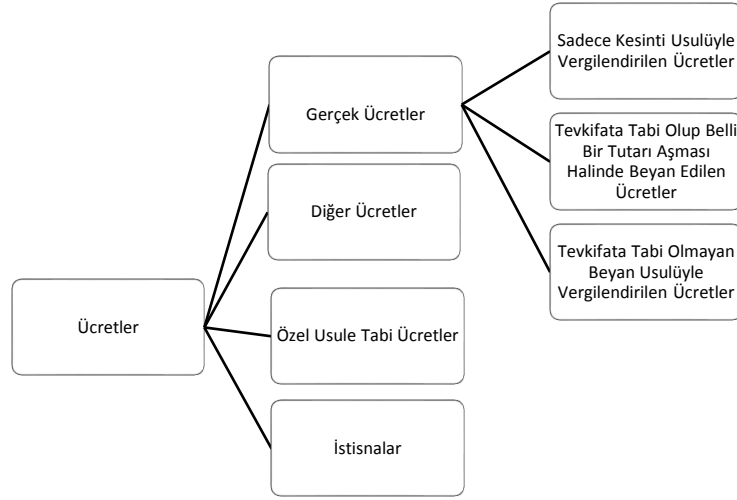 Ücretler
Gerçek Ücretler
Diğer Ücretler
Özel Usule Tabi Ücretler
İstisnalar
Sadece Kesinti Usulüyle
Vergilendirilen Ücretler
Tevkifata Tabi Olup Belli
Bir Tutarı Aşması
Halinde Beyan Edilen
Ücretler
Tevkifata Tabi Olmayan
Beyan Usulüyle
Vergilendirilen Ücretler